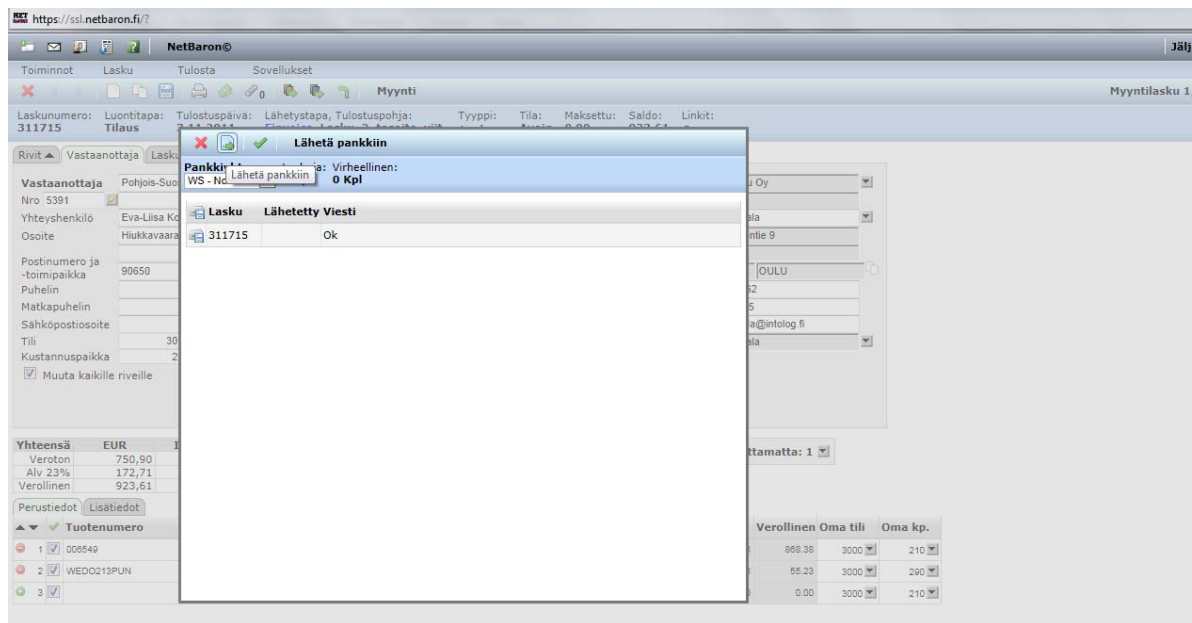 https://ssl.netbaron.fi/?
NetBaron©
Jälj
Toiminnot Lasku Tulosta Sovellukset
0 Myynti Myyntilasku 1
Laskunumero: Luontitapa: Tulostuspäivä: Lähetystapa, Tulostuspohja: Tyyppi: Tila: Maksettu: Saldo: Linkit:
311715 Tilaus
Lähetä pankkiin
Rivit Vastaanottaja
Virheellinen:
Lähetä pankkiin
WS - 0 Kpl
Vastaanottaja
Oy
Nro 5391
Lasku Lähetetty Viesti
Yhteyshenkilö Eva-Liisa Ko
ala
311715 Ok
Osoite Hiukkavaara
ntie 9
Postinumero ja
-toimipaikka 90650 OULU
Puhelin
Matkapuhelin
Sähköpostiosoite a@intolog.fi
Tili 30
ala
Kustannuspaikka 2
Muuta kaikille riveille
Yhteensä EUR
ttamatta: 1
Veroton 750,90
Alv 23% 172,71
Verollinen 923,61
Perustiedot Lisätiedot
Tuotenumero Verollinen Oma tili Oma kp.
1 006549 868.38 3000 210
2 WEDO213PUN 55.23 3000 290
3 0.00 3000 210